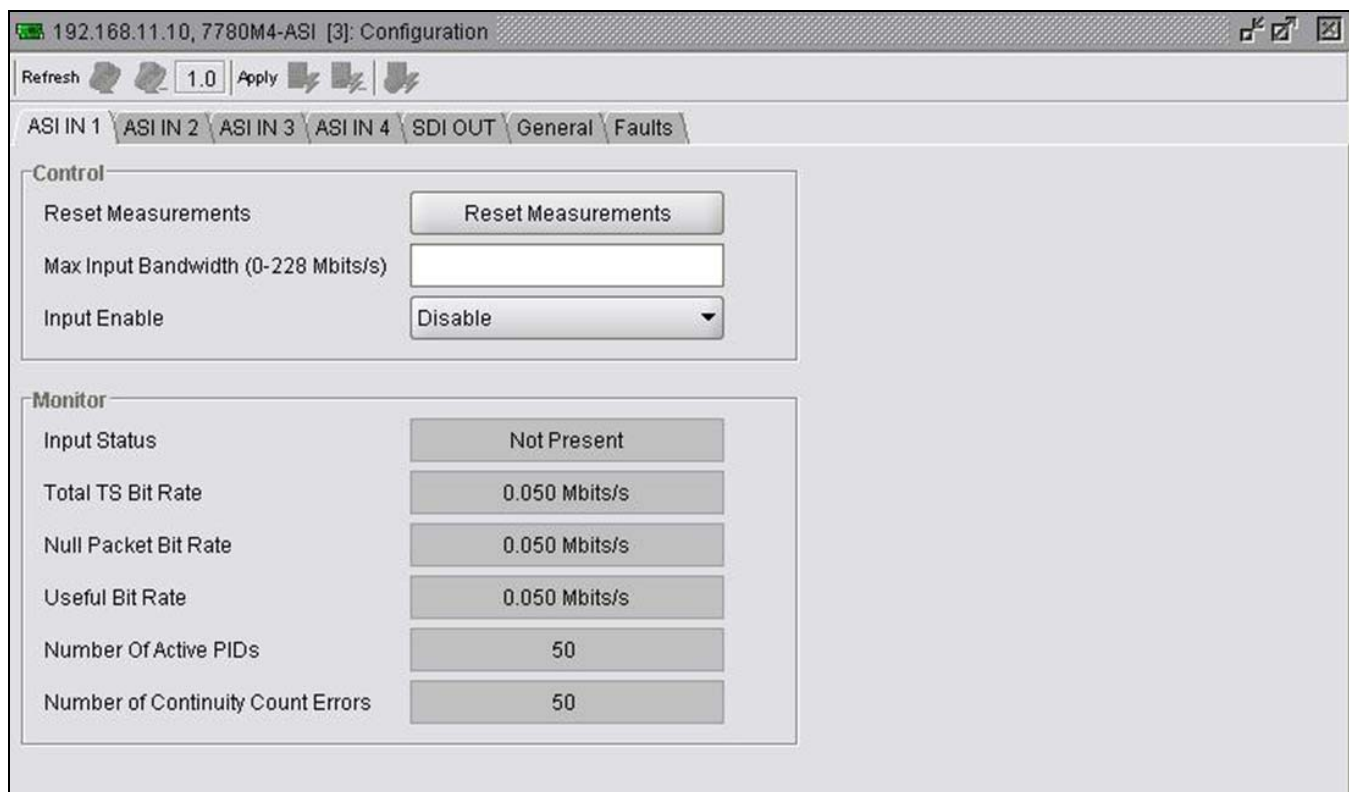 192.168.11.10, 7780M4-ASI [3]: Configuration
Refresh 1.0 Apply
ASI IN 1 ASI IN 2 ASI IN 3 ASI IN 4 SDI OUT General Faults
Control
Reset Measurements Reset Measurements
Max Input Bandwidth (0-228 Mbits/s)
Input Enable Disable
Monitor
Input Status Not Present
Total TS Bit Rate 0.050 Mbits/s
Null Packet Bit Rate 0.050 Mbits/s
Useful Bit Rate 0.050 Mbits/s
Number Of Active PIDs 50
Number of Continuity Count Errors 50